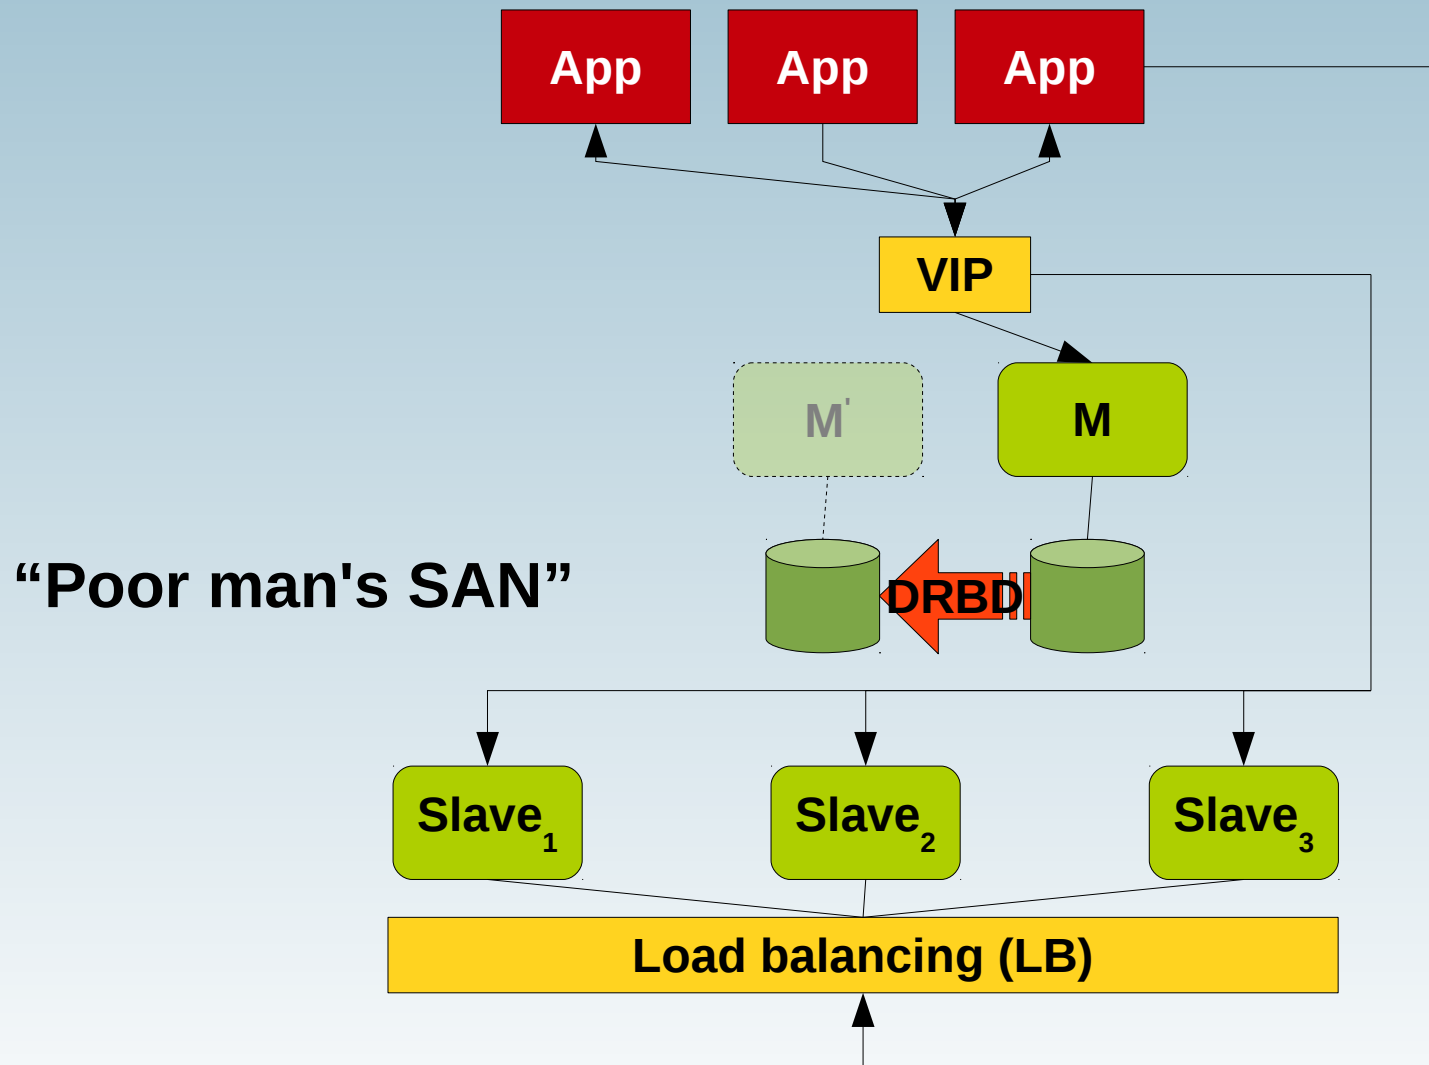 App App App
VIP
M' M
“Poor man's SAN” DRBD
Slave1 Slave2 Slave3
Load balancing (LB)